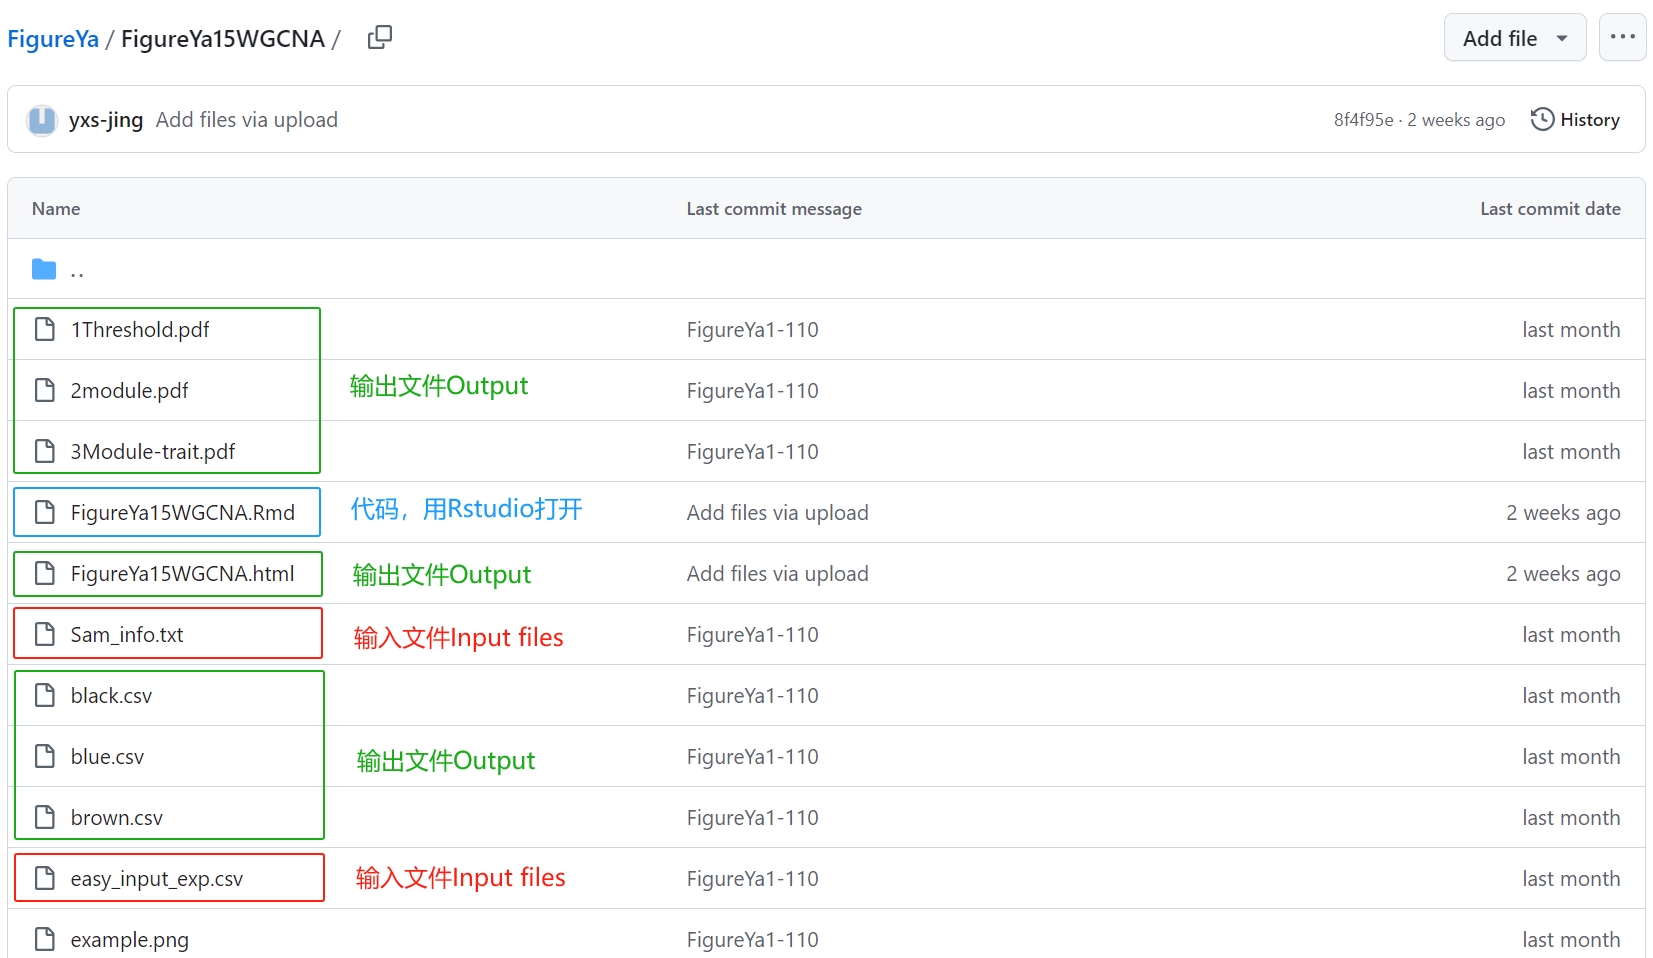 FigureYa / FigureYa15WGCNA /
Add file
yxs-jing Add files via upload
8f4f95e · 2 weeks ago
History
Name Last commit message Last commit date
..
1Threshold.pdf FigureYa1-110 last month
2module.pdf 输出文件Output FigureYa1-110 last month
3Module-trait.pdf FigureYa1-110 last month
FigureYa15WGCNA.Rmd 代码，用Rstudio打开 Add files via upload 2 weeks ago
FigureYa15WGCNA.html 输出文件Output Add files via upload 2 weeks ago
Sam_info.txt 输入文件Input files FigureYa1-110 last month
black.csv FigureYa1-110 last month
blue.csv 输出文件Output FigureYa1-110 last month
brown.csv FigureYa1-110 last month
easy_input_exp.csv 输入文件Input files FigureYa1-110 last month
example.png FigureYa1-110 last month